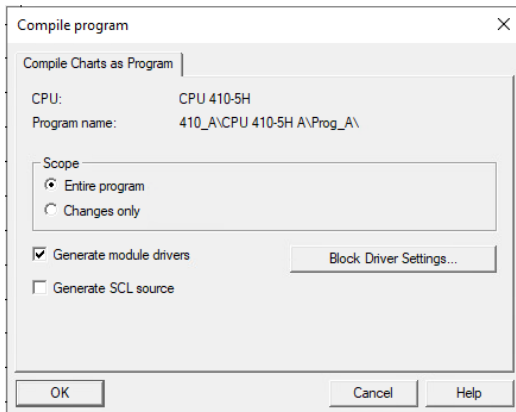 Compile program
Compile Charts as Program
CPU: CPU 410-5H
Program name: 410_A\CPU 410-5H A\Prog_A\
Scope
Entire program
Changes only
Generate module drivers
Block Driver Settings...
Generate SCL source
OK
Cancel
Help